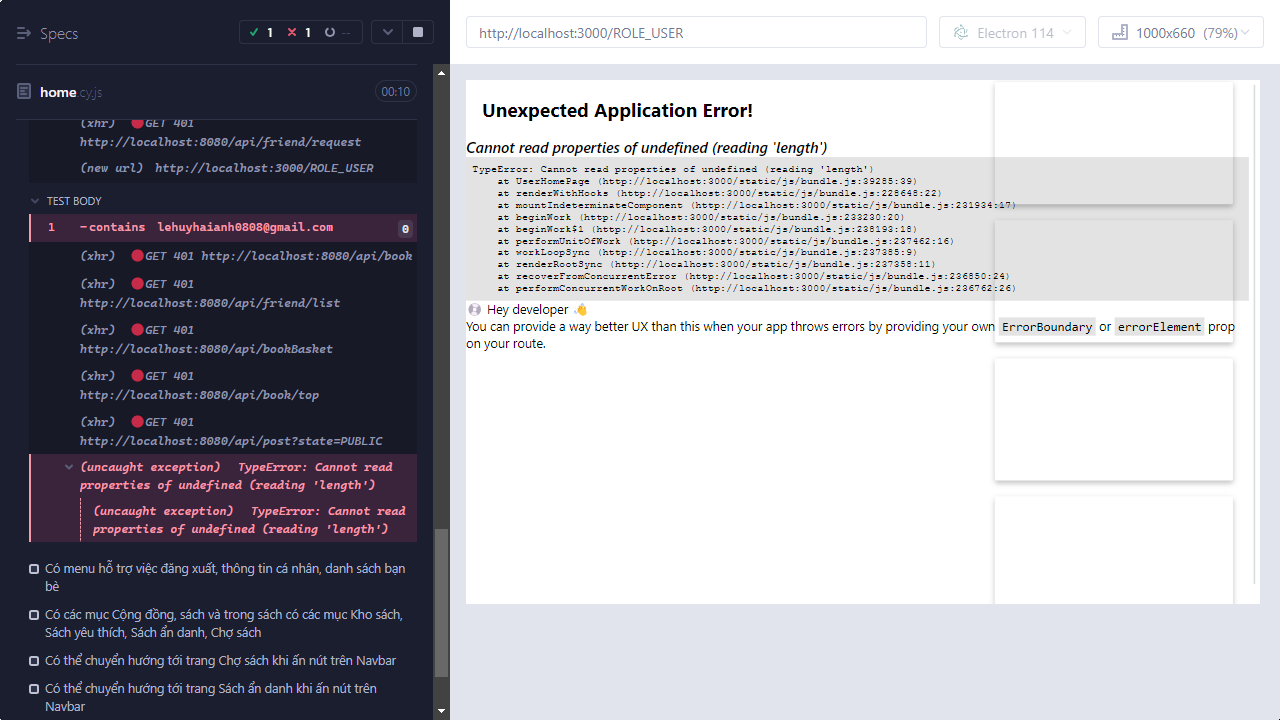 Specs
1
1
--
home.cy.js
00:10
(xhr) GET 401
http://localhost:8080/api/friend/request
(new url) http://localhost:3000/ROLE_USER
TEST BODY
1 -contains lehuyhaianh0808@gmail.com 0
(xhr) GET 401 http://localhost:8080/api/book
(xhr) GET 401
http://localhost:8080/api/friend/list
(xhr) GET 401
http://localhost:8080/api/bookBasket
(xhr) GET 401
http://localhost:8080/api/book/top
(xhr) GET 401
http://localhost:8080/api/post?state=PUBLIC
(uncaught exception) TypeError: Cannot read
properties of undefined (reading 'length')
(uncaught exception) TypeError: Cannot read
properties of undefined (reading 'length')
Có menu hỗ trợ việc đăng xuất, thông tin cá nhân, danh sách bạn
bè
Có các mục Cộng đồng, sách và trong sách có các mục Kho sách,
Sách yêu thích, Sách ẩn danh, Chợ sách
Có thể chuyển hướng tới trang Chợ sách khi ấn nút trên Navbar
Có thể chuyển hướng tới trang Sách ẩn danh khi ấn nút trên
Navbar
http://localhost:3000/ROLE_USER
Electron 114
1000x660 (79%)
Unexpected Application Error!
Cannot read properties of undefined (reading 'length')
TypeError: Cannot read properties of undefined (reading 'length')
at UserHomePage (http://localhost:3000/static/js/bundle.js:39285:39)
at renderWithHooks (http://localhost:3000/static/js/bundle.js:228648:22)
at mountIndeterminateComponent (http://localhost:3000/static/js/bundle.js:231934:17)
at beginWork (http://localhost:3000/static/js/bundle.js:233230:20)
at beginWork$1 (http://localhost:3000/static/js/bundle.js:238193:18)
at performUnitOfWork (http://localhost:3000/static/js/bundle.js:237462:16)
at workLoopSync (http://localhost:3000/static/js/bundle.js:237385:9)
at renderRootSync (http://localhost:3000/static/js/bundle.js:237358:11)
at recoverFromConcurrentError (http://localhost:3000/static/js/bundle.js:236850:24)
at performConcurrentWorkOnRoot (http://localhost:3000/static/js/bundle.js:236762:26)
💿 Hey developer 👋
You can provide a way better UX than this when your app throws errors by providing your own ErrorBoundary or errorElement prop
on your route.